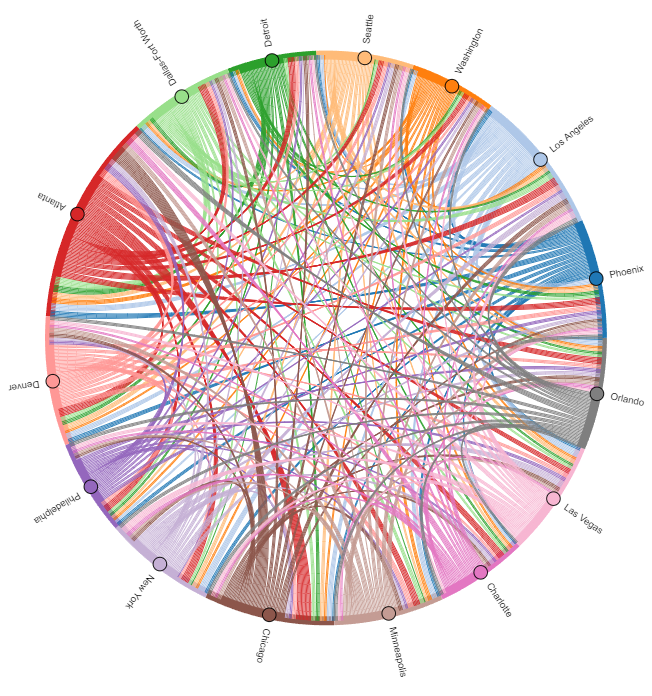 Seattle
Washington
Los Angeles
Phoenix
Orlando
Las Vegas
Charlotte
Minneapolis
Chicago
New York
Philadelphia
Denver
Atlanta
Dallas-Fort Worth
Detroit